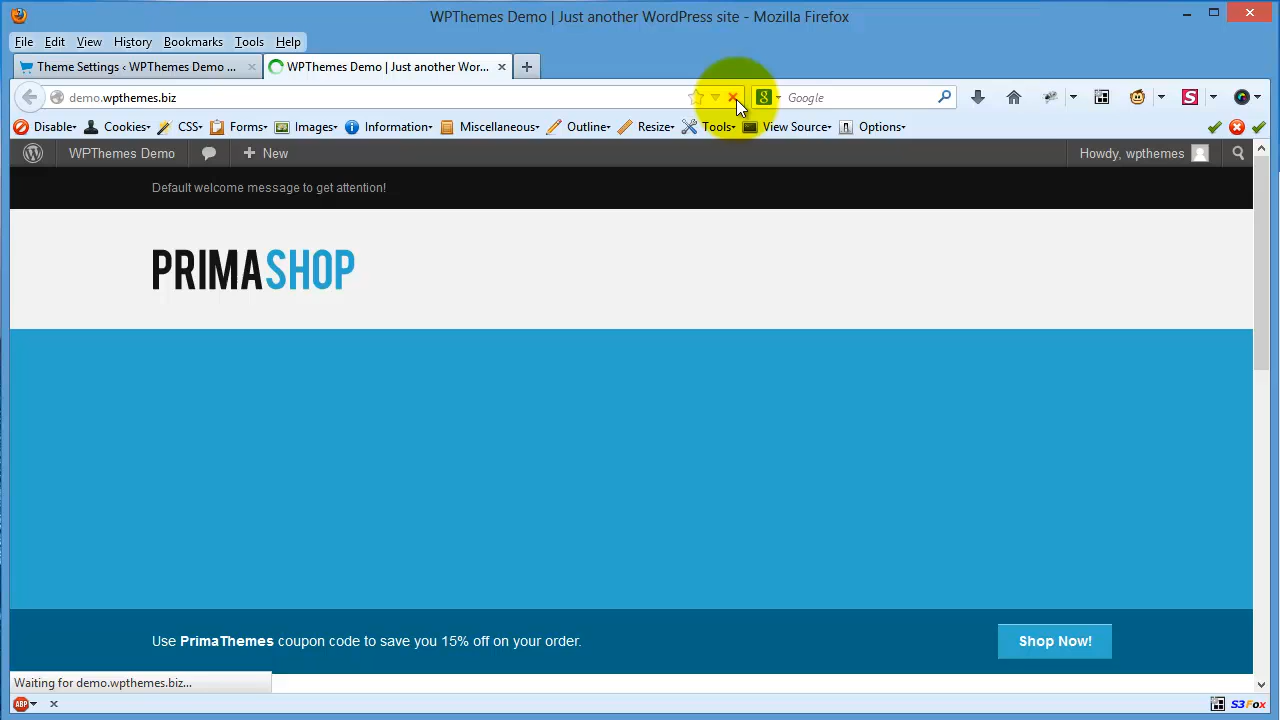 WPThemes Demo | Just another WordPress site - Mozilla Firefox
File Edit View History Bookmarks Tools Help
Theme Settings ‹ WPThemes Demo ... WPThemes Demo | Just another Wor...
demo.wpthemes.biz Google
Disable Cookies CSS Forms Images Information Miscellaneous Outline Resize Tools View Source Options
WPThemes Demo New Howdy, wpthemes
Default welcome message to get attention!
PRIMASHOP
Use PrimaThemes coupon code to save you 15% off on your order. Shop Now!
Waiting for demo.wpthemes.biz...
ABP S3Fox